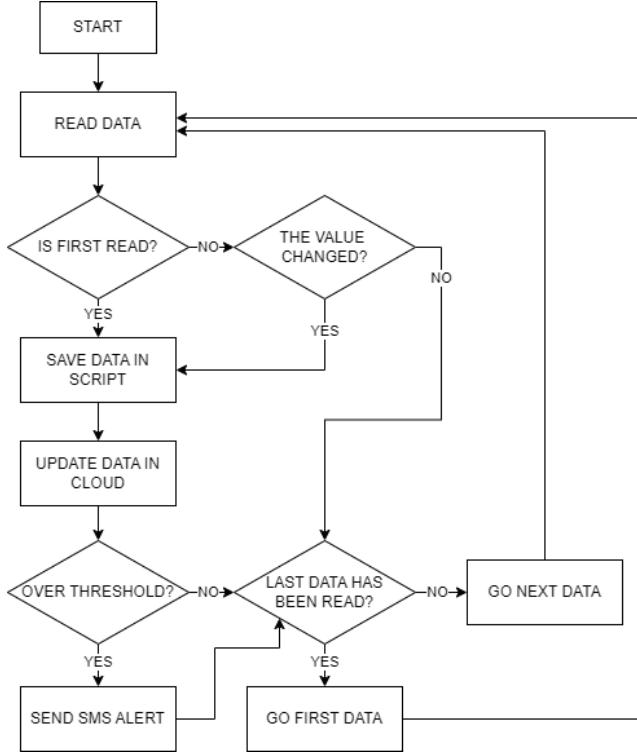 START
READ DATA
IS FIRST READ?
NO
THE VALUE
CHANGED?
NO
YES
YES
SAVE DATA IN
SCRIPT
UPDATE DATA IN
CLOUD
OVER THRESHOLD?
NO
LAST DATA HAS
BEEN READ?
NO
GO NEXT DATA
YES
YES
SEND SMS ALERT
GO FIRST DATA